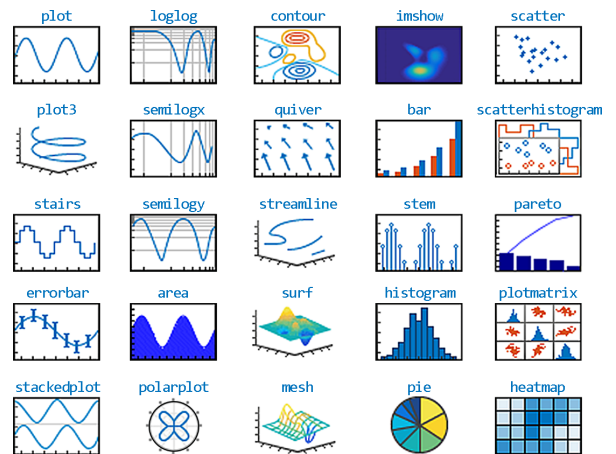 plot loglog contour imshow scatter
plot3 semilogx quiver bar scatterhistogram
stairs semilogy streamline stem pareto
errorbar area surf histogram plotmatrix
stackedplot polarplot mesh pie heatmap